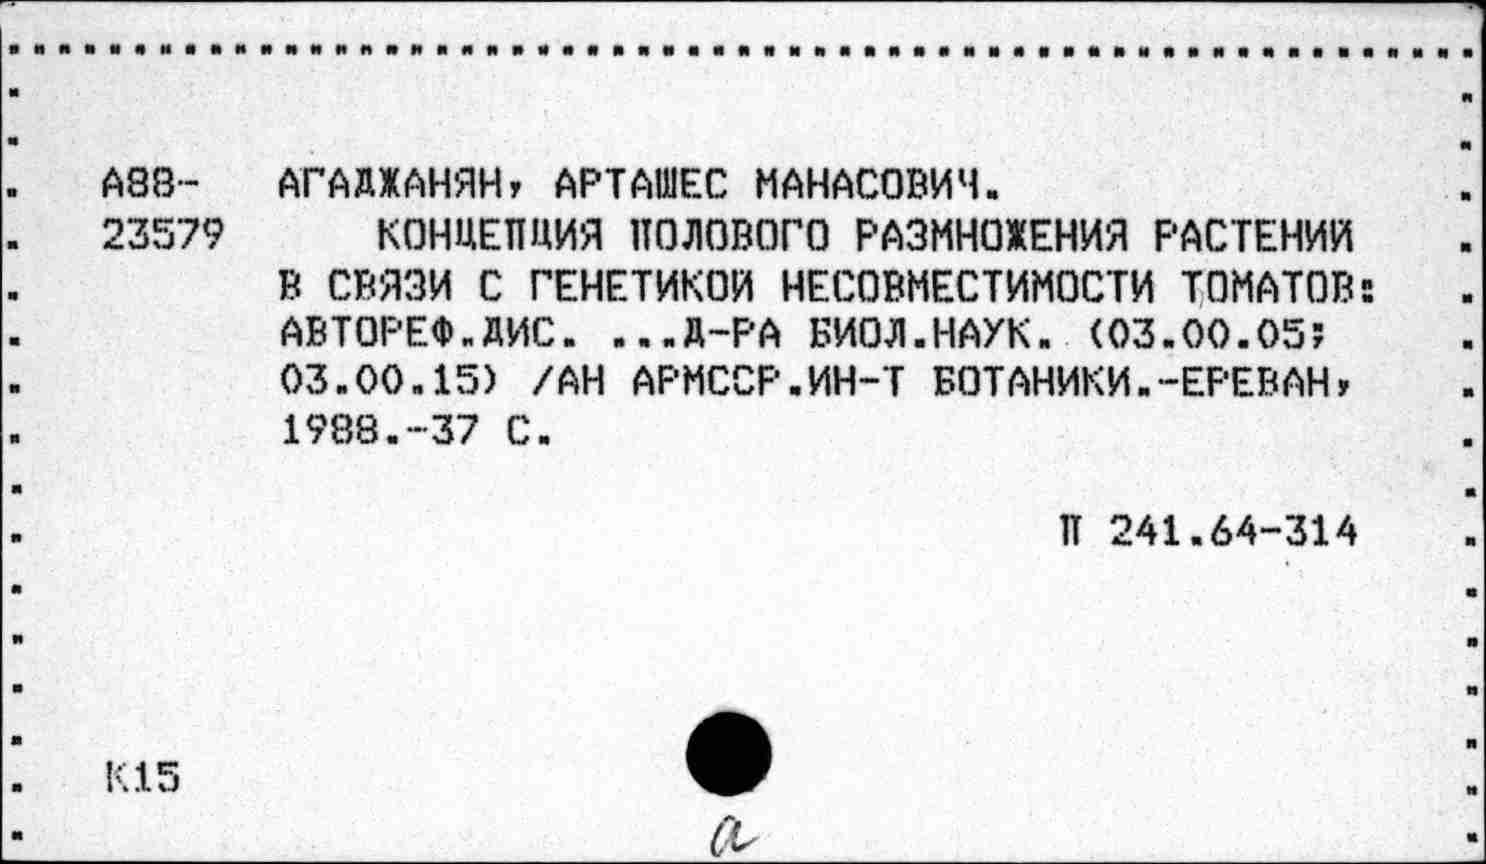 А88- АГАДЖАНЯН, АРТАШЕС МАНАСОВИЧ.
23579 КОНЦЕПЦИЯ ПОЛОВОГО РАЗМНОЖЕНИЯ РАСТЕНИЙ
В СВЯЗИ С ГЕНЕТИКОЙ НЕСОВМЕСТИМОСТИ ТОМАТОВ:
АВТОРЕФ.ДИС. ...Д-РА БИОЛ.НАУК. (03.00.05;
03.00.15) /АН АРМССР.ИН-Т БОТАНИКИ.-ЕРЕВАН,
1988.-37 С.
П 241.64-314
К15
а